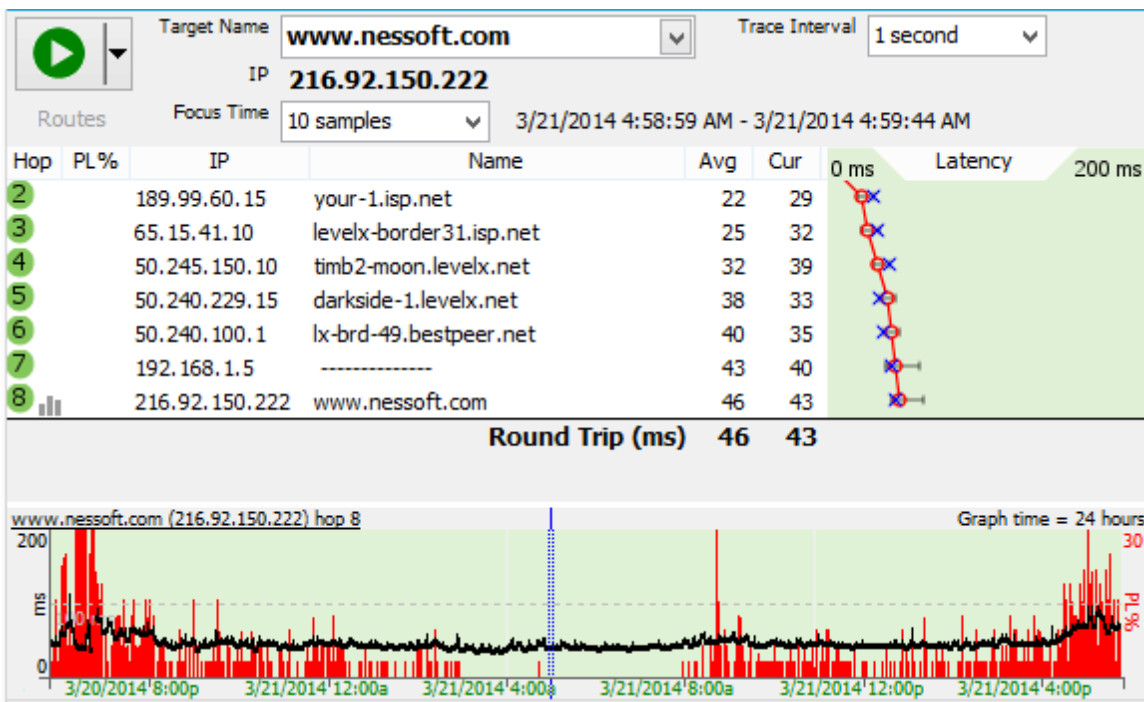 Target Name www.nessoft.com Trace Interval 1 second
IP 216.92.150.222
Routes Focus Time 10 samples 3/21/2014 4:58:59 AM - 3/21/2014 4:59:44 AM
Hop PL% IP Name Avg Cur 0 ms Latency 200 ms
2 189.99.60.15 your-1.isp.net 22 29
3 65.15.41.10 levelx-border31.isp.net 25 32
4 50.245.150.10 timb2-moon.levelx.net 32 39
5 50.240.229.15 darkside-1.levelx.net 38 33
6 50.240.100.1 lx-brd-49.bestpeer.net 40 35
7 192.168.1.5 -------------- 43 40
8 216.92.150.222 www.nessoft.com 46 43
Round Trip (ms) 46 43
www.nessoft.com (216.92.150.222) hop 8 Graph time = 24 hours
200 30
ms PL%
0
3/20/2014 8:00p 3/21/2014 12:00a 3/21/2014 4:00a 3/21/2014 8:00a 3/21/2014 12:00p 3/21/2014 4:00p